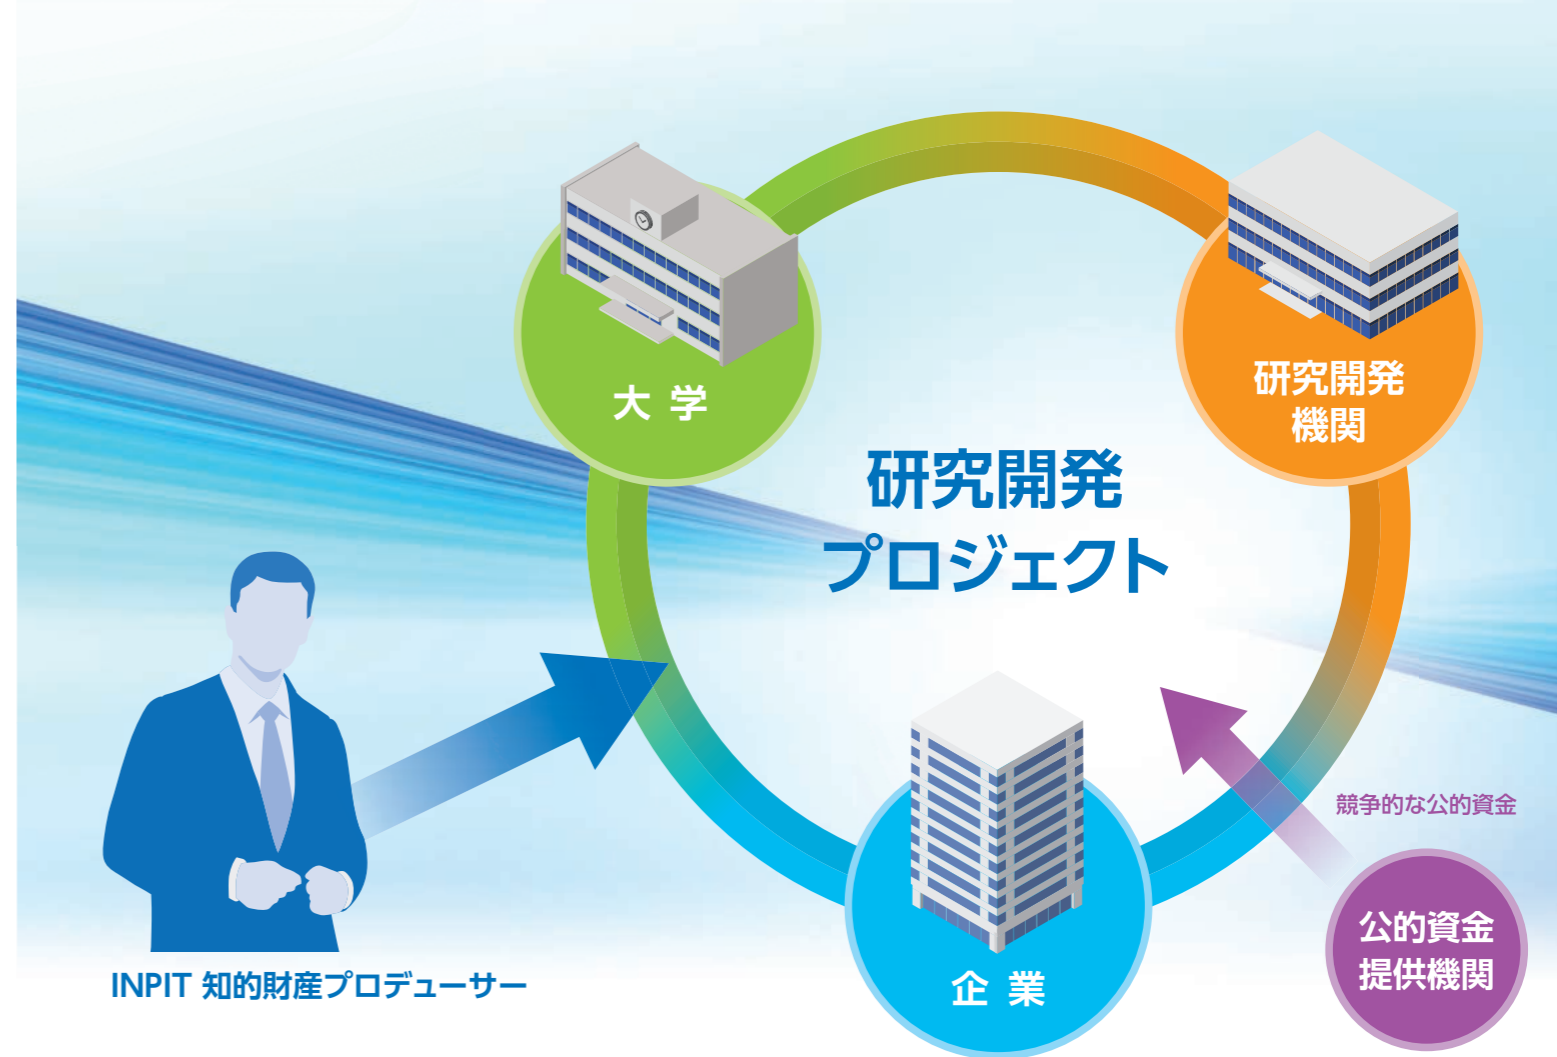 大学
研究開発
機関
研究開発
プロジェクト
競争的な公的資金
公的資金
提供機関
企業
INPIT 知的財産プロデューサー